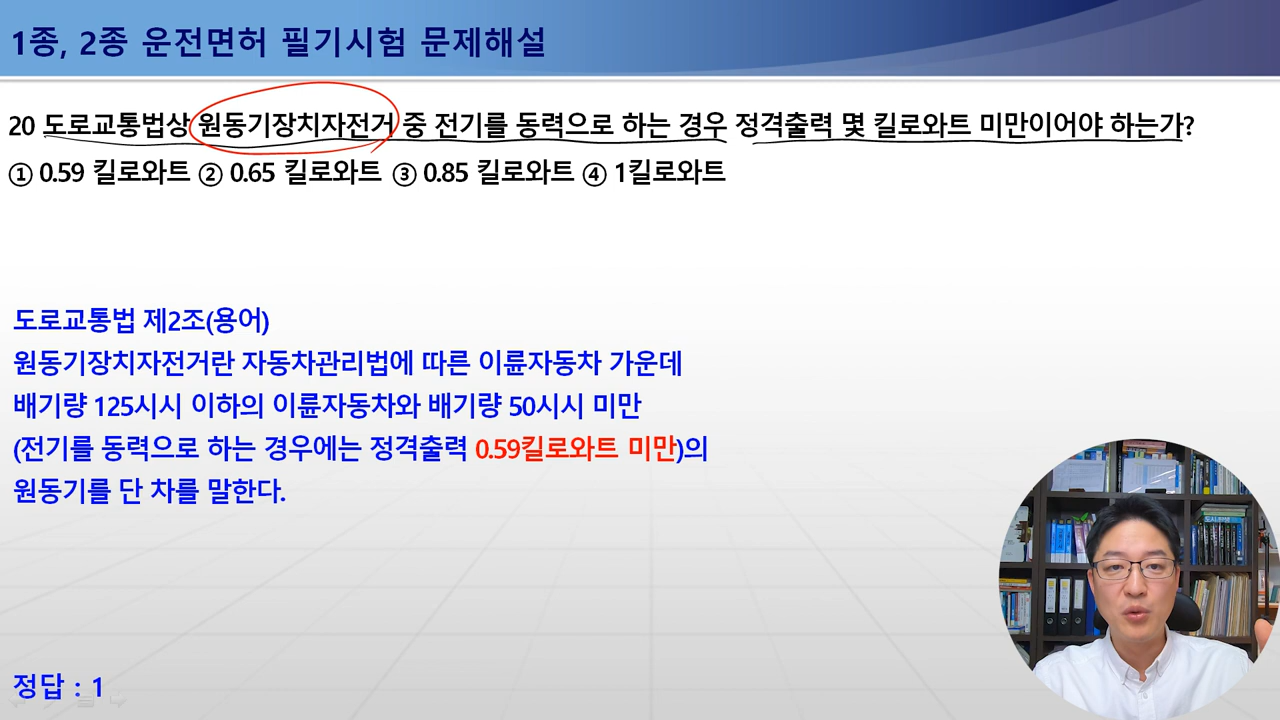 1종, 2종 운전면허 필기시험 문제해설
20 도로교통법상 원동기장치자전거 중 전기를 동력으로 하는 경우 정격출력 몇 킬로와트 미만이어야 하는가?
① 0.59 킬로와트 ② 0.65 킬로와트 ③ 0.85 킬로와트 ④ 1킬로와트
도로교통법 제2조(용어)
원동기장치자전거란 자동차관리법에 따른 이륜자동차 가운데
배기량 125시시 이하의 이륜자동차와 배기량 50시시 미만
(전기를 동력으로 하는 경우에는 정격출력 0.59킬로와트 미만)의
원동기를 단 차를 말한다.
정답 : 1